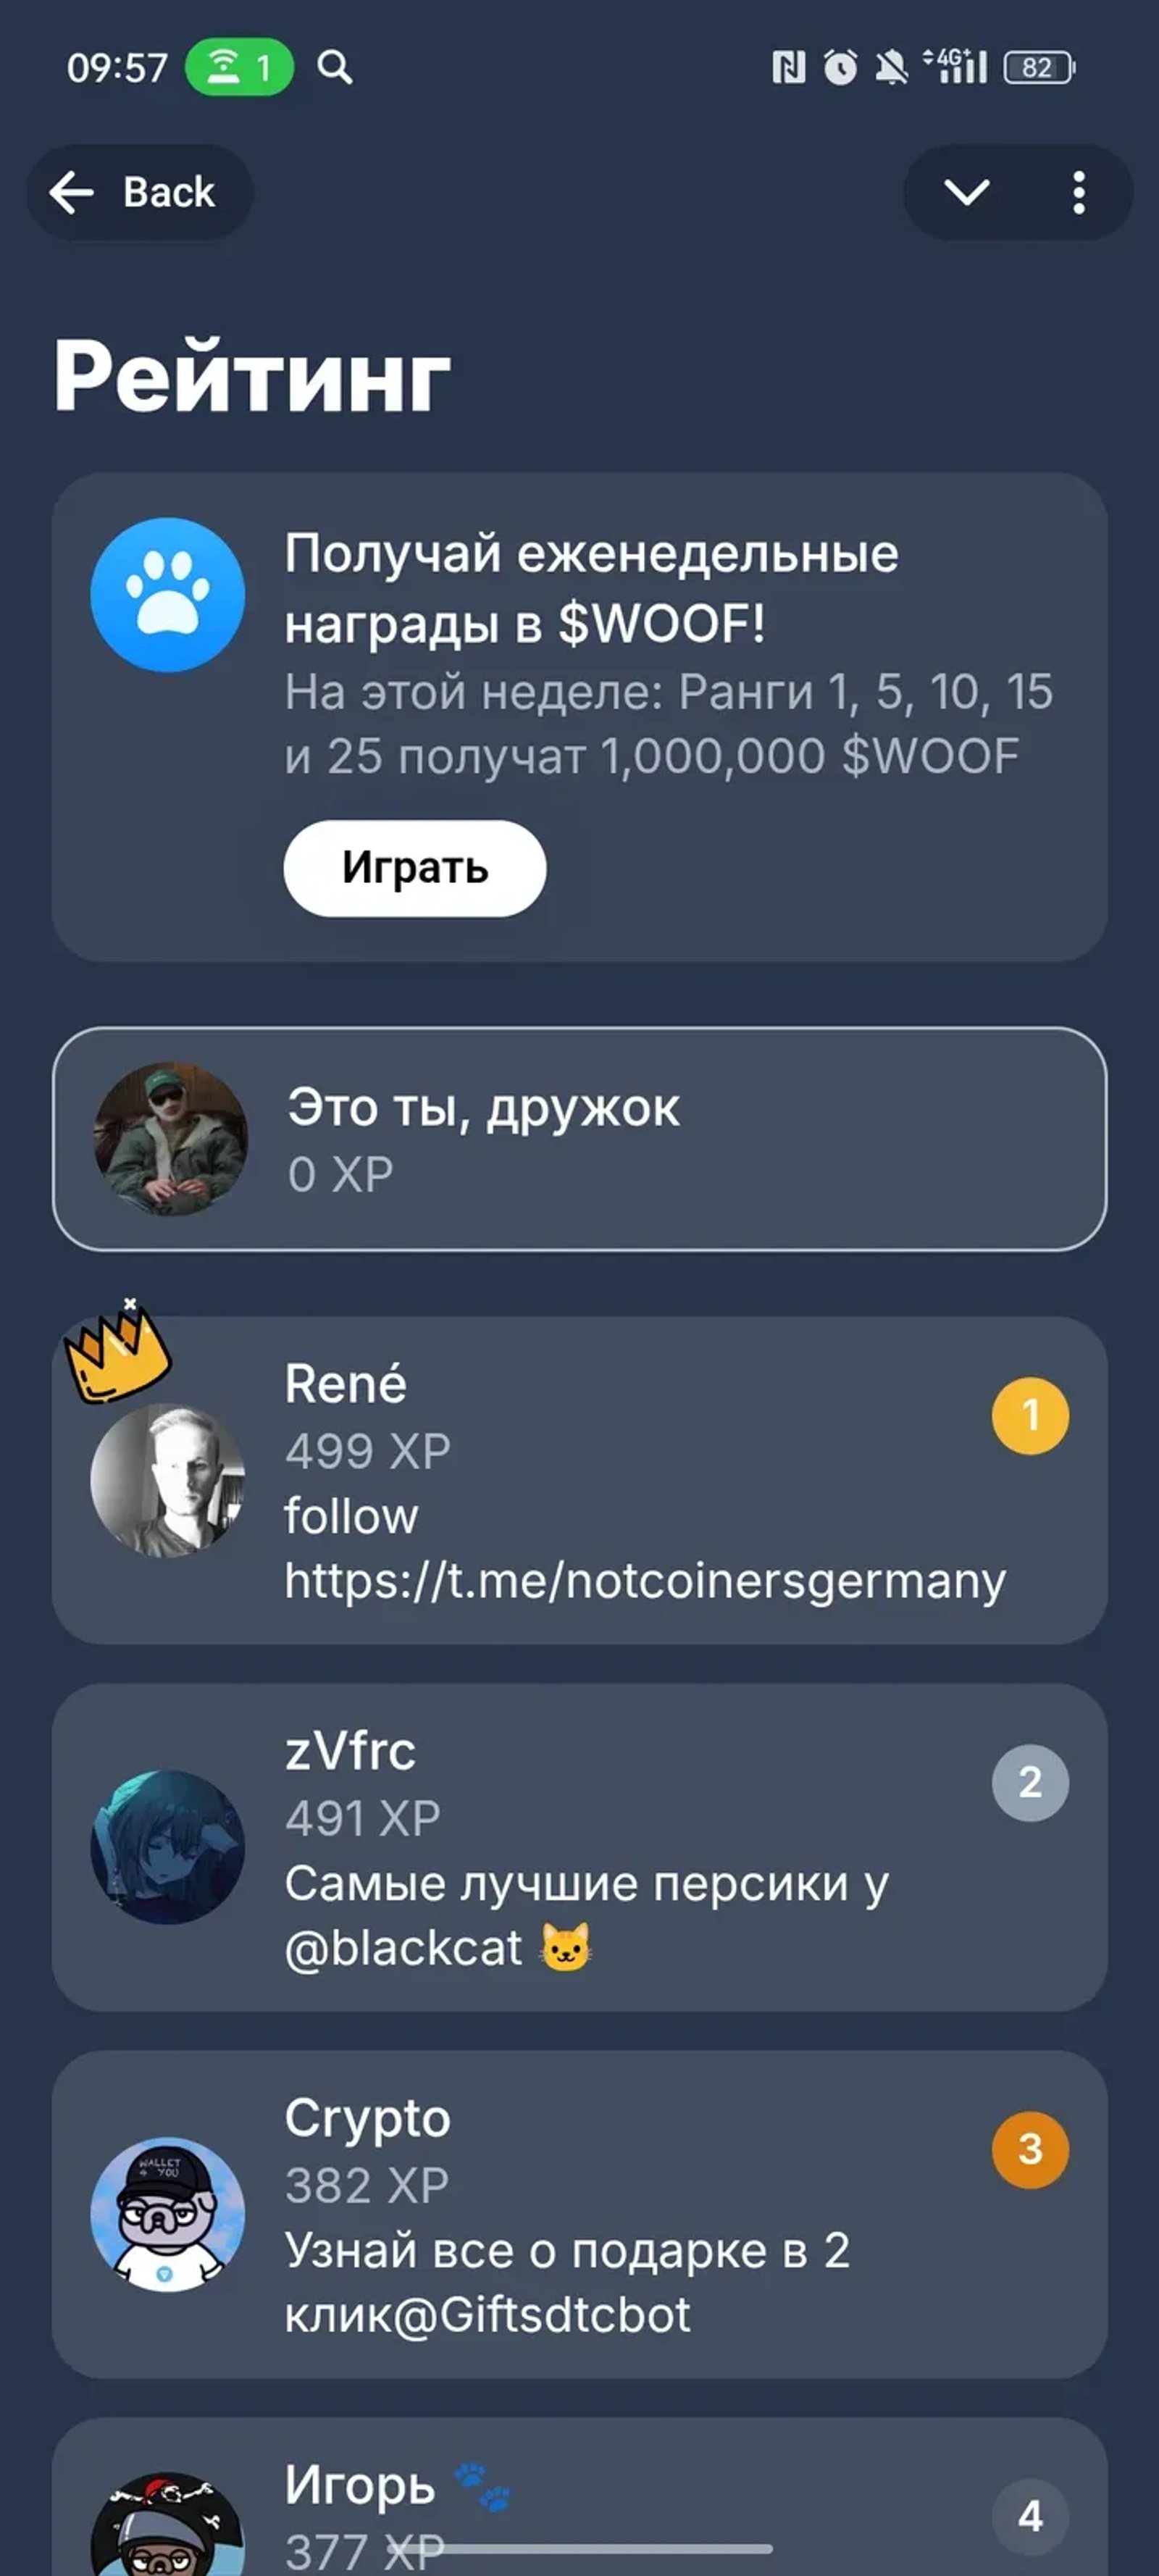 09:57 1 4G+ 82
Back
Рейтинг
Получай еженедельные
награды в $WOOF!
На этой неделе: Ранги 1, 5, 10, 15
и 25 получат 1,000,000 $WOOF
Играть
Это ты, дружок
0 XP
René
1
499 XP
follow
https://t.me/notcoinersgermany
zVfrc
2
491 XP
Самые лучшие персики у
@blackcat 🐱
Crypto
3
382 XP
Узнай все о подарке в 2
клик@Giftsdtcbot
WALLET
4 YOU
Игорь 🐾
4
377 XP